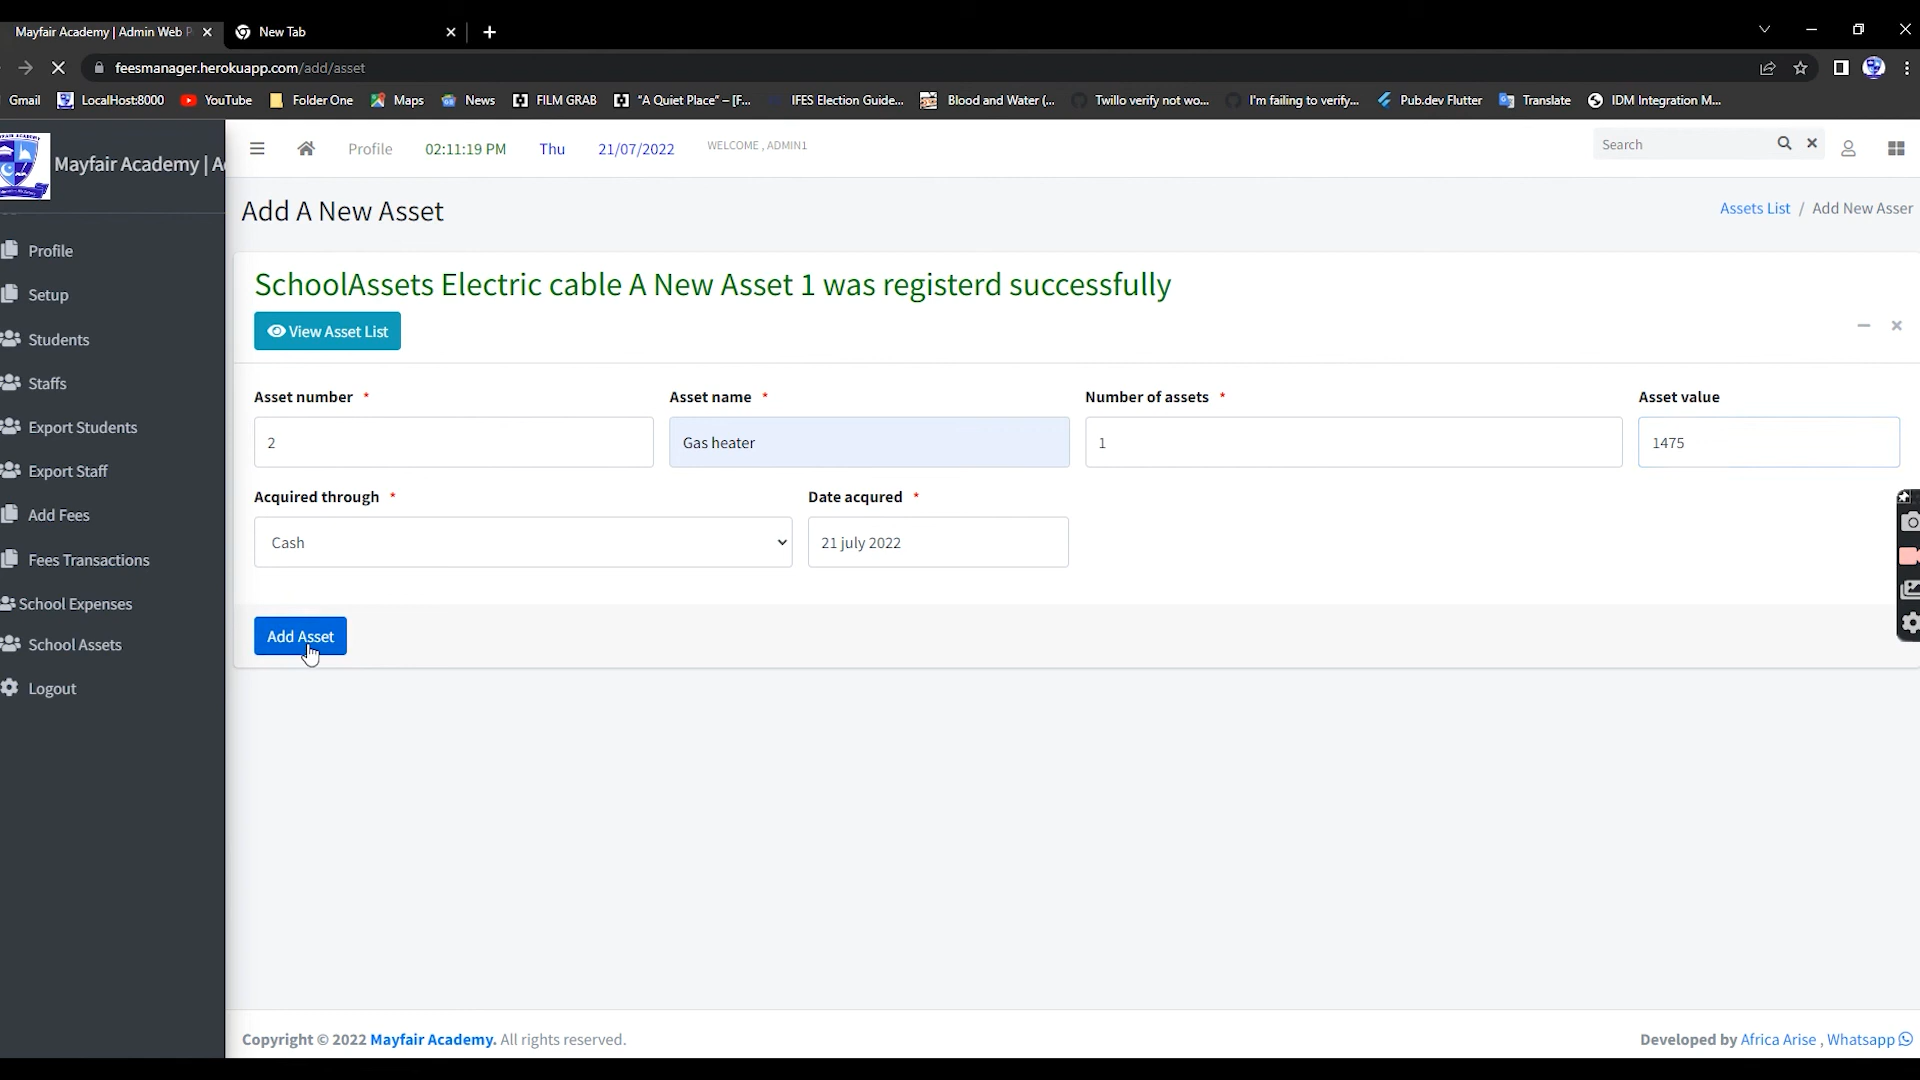 Mayfair Academy | Admin Web P
New Tab
feesmanager.herokuapp.com/add/asset
Gmail
LocalHost:8000
YouTube
Folder One
Maps
News
FILM GRAB
"A Quiet Place" – [F...
IFES Election Guide...
Blood and Water (...
Twillo verify not wo...
I'm failing to verify...
Pub.dev Flutter
Translate
IDM Integration M...
Mayfair Academy | A
Profile
02:11:19 PM
Thu
21/07/2022
WELCOME , ADMIN1
Search
Add A New Asset
Assets List / Add New Asser
Profile
Setup
Students
Staffs
Export Students
Export Staff
Add Fees
Fees Transactions
School Expenses
School Assets
Logout
SchoolAssets Electric cable A New Asset 1 was registerd successfully
View Asset List
Asset number *
Asset name *
Number of assets *
Asset value
2
Gas heater
1
1475
Acquired through *
Date acqured *
Cash
21 july 2022
Add Asset
Copyright © 2022 Mayfair Academy. All rights reserved.
Developed by Africa Arise , Whatsapp